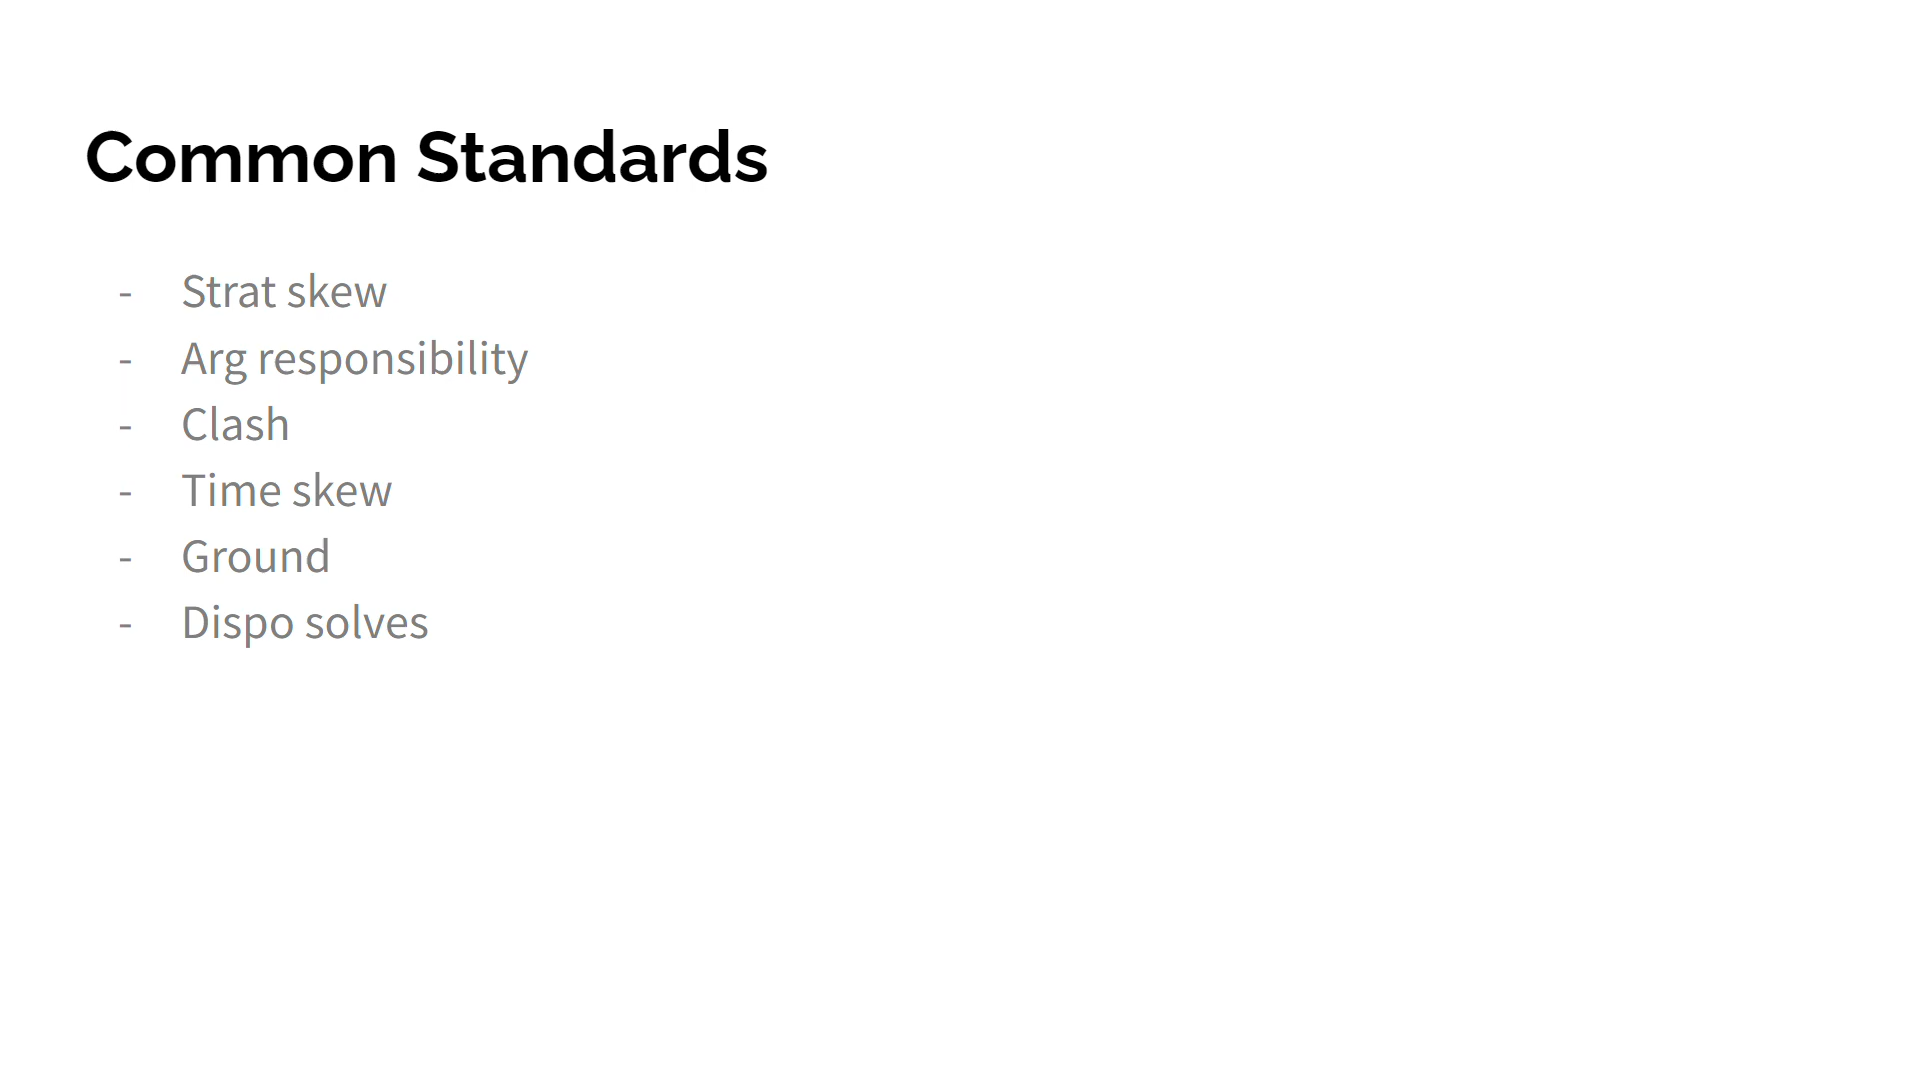 Common Standards
- Strat skew
- Arg responsibility
- Clash
- Time skew
- Ground
- Dispo solves